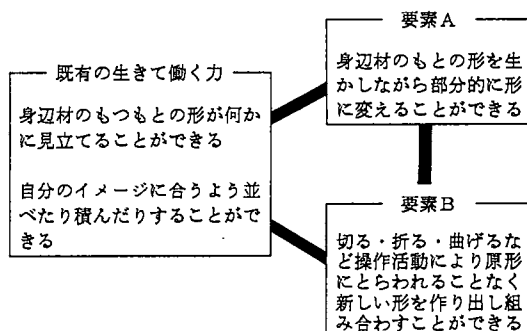 要素A
身辺材のもとの形を生
かしながら部分的に形
に変えることができる
既有の生きて働く力
身辺材のもつもとの形が何か
に見立てることができる
自分のイメージに合うよう並
べたり積んだりすることがで
きる
要素B
切る・折る・曲げるな
ど操作活動により原形
にとらわれることなく
新しい形を作り出し組
み合わすことができる